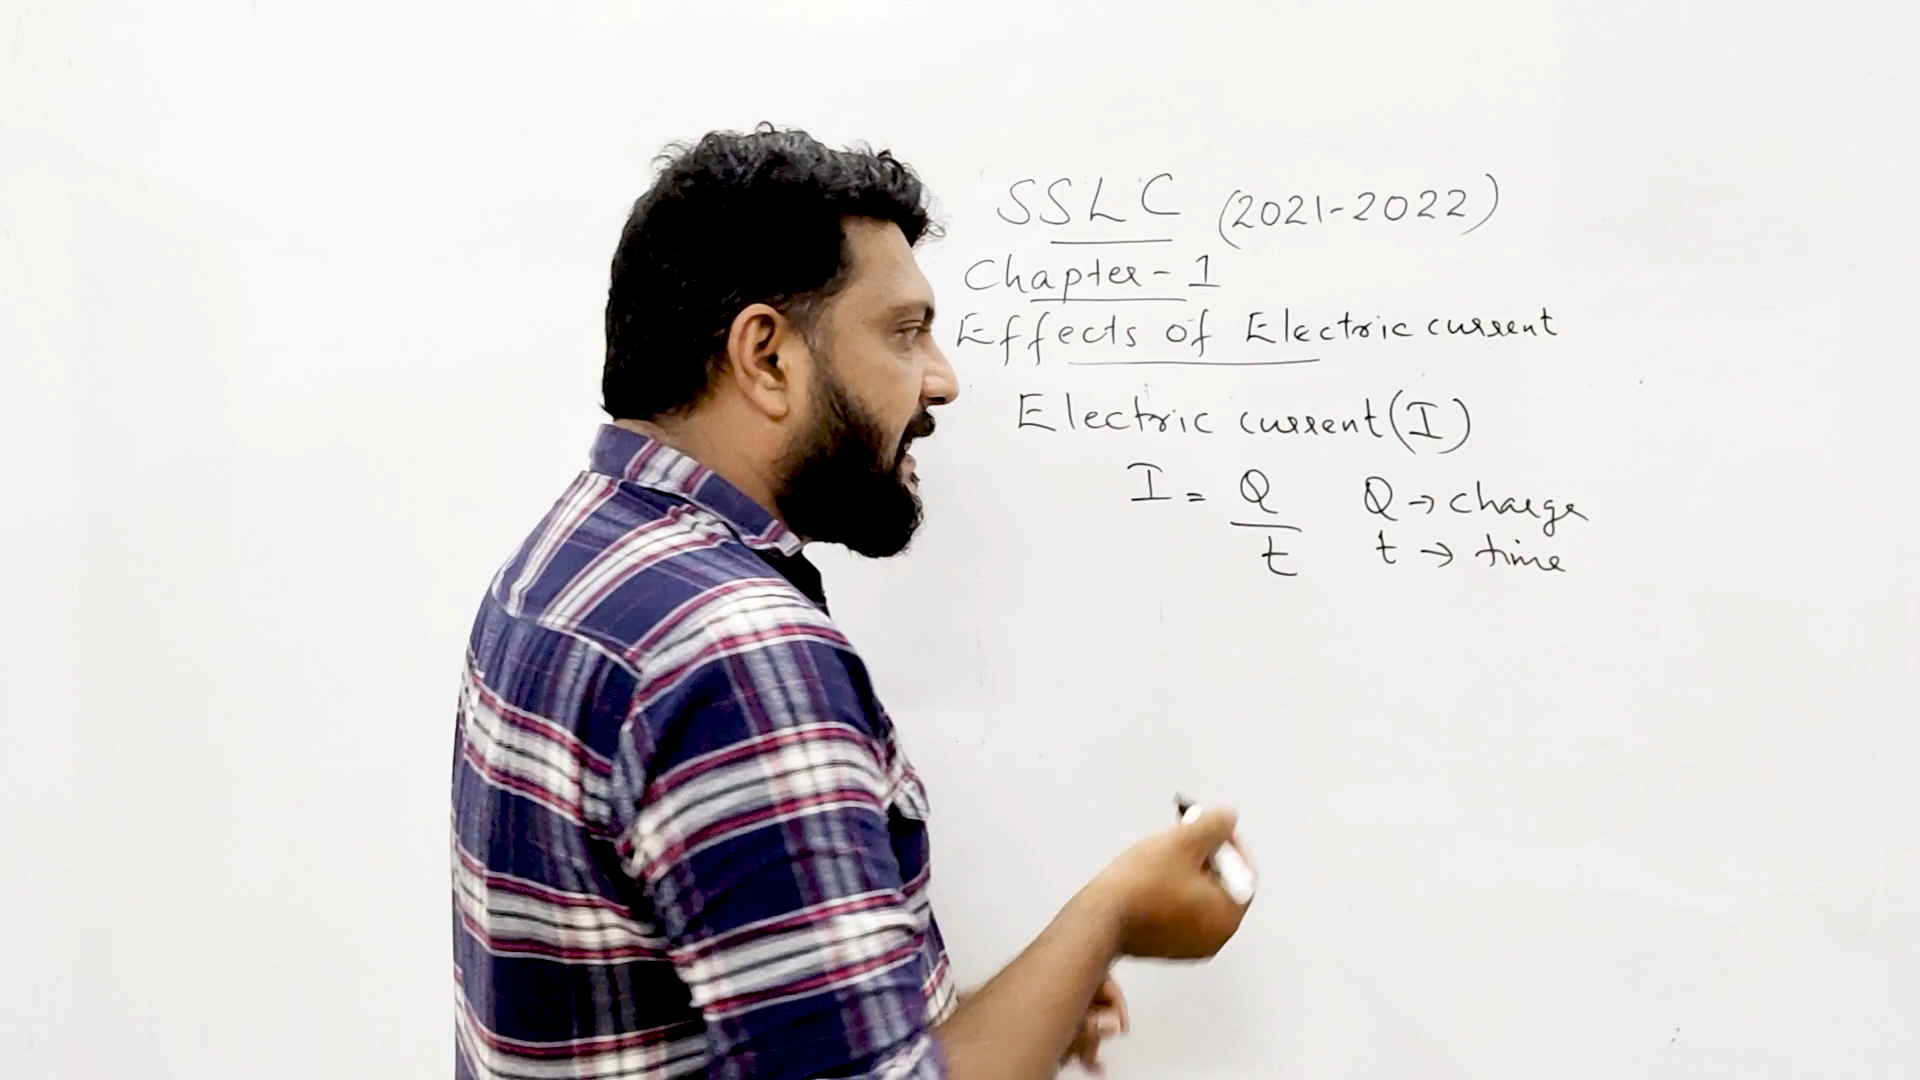 SSLC (2021-2022)
Chapter-1
Effects of Electric current
Electric current (I)
I = Q/t
Q → charge
t → time